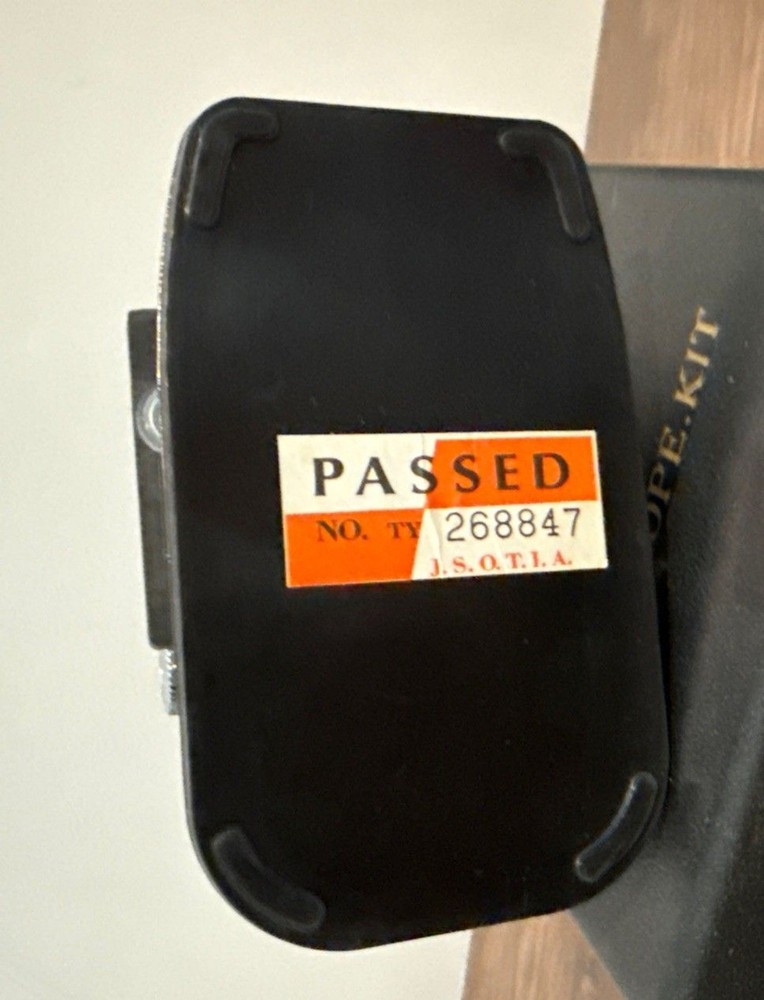 PASSED
NO. TY 268847
J.S.O.T.I.A.
OPE.KIT